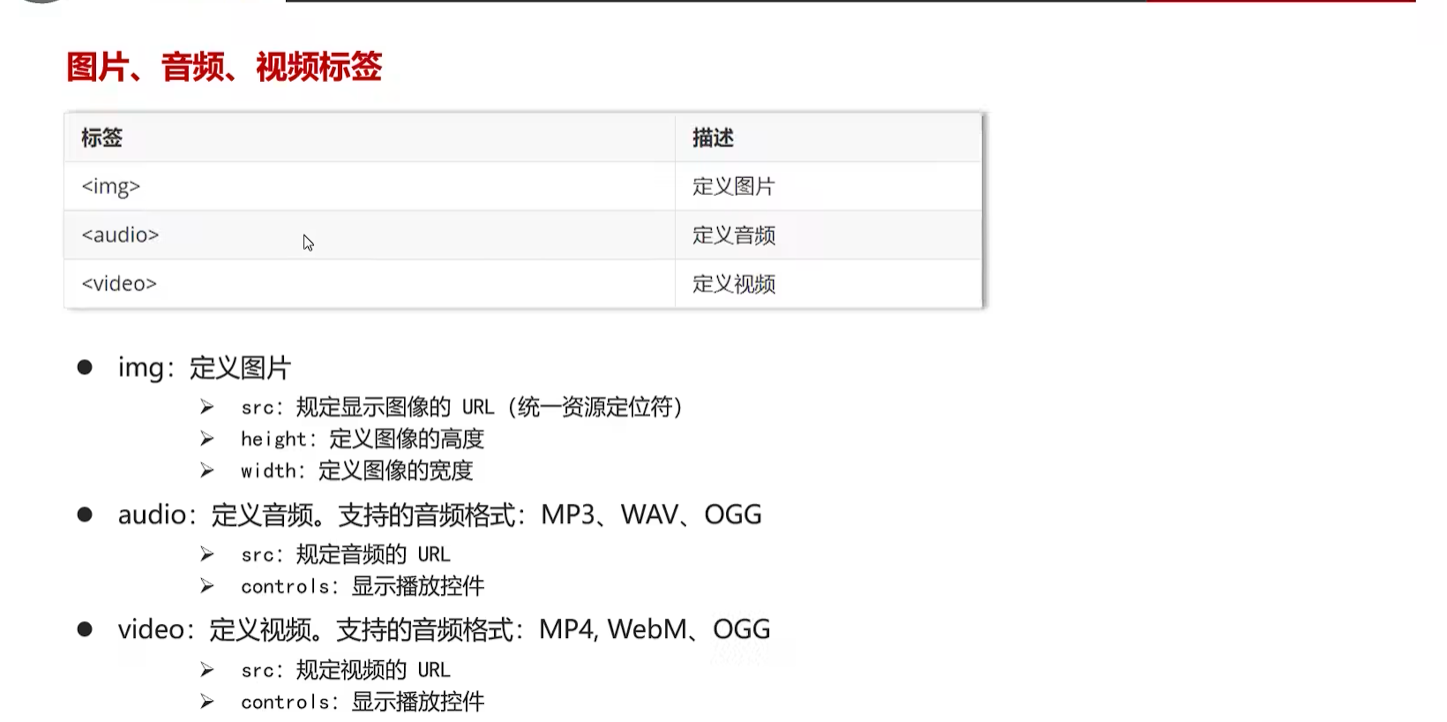 图片、音频、视频标签
标签 描述
<img> 定义图片
<audio> 定义音频
<video> 定义视频
● img：定义图片
➢ src：规定显示图像的 URL（统一资源定位符）
➢ height：定义图像的高度
➢ width：定义图像的宽度
● audio：定义音频。支持的音频格式：MP3、WAV、OGG
➢ src：规定音频的 URL
➢ controls：显示播放控件
● video：定义视频。支持的音频格式：MP4, WebM、OGG
➢ src：规定视频的 URL
➢ controls：显示播放控件